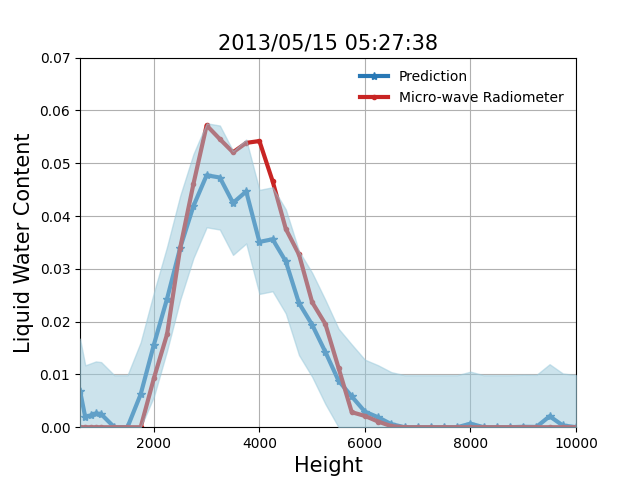 2013/05/15 05:27:38
Prediction
Micro-wave Radiometer
Liquid Water Content
0.07
0.06
0.05
0.04
0.03
0.02
0.01
0.00
2000 4000 6000 8000 10000
Height